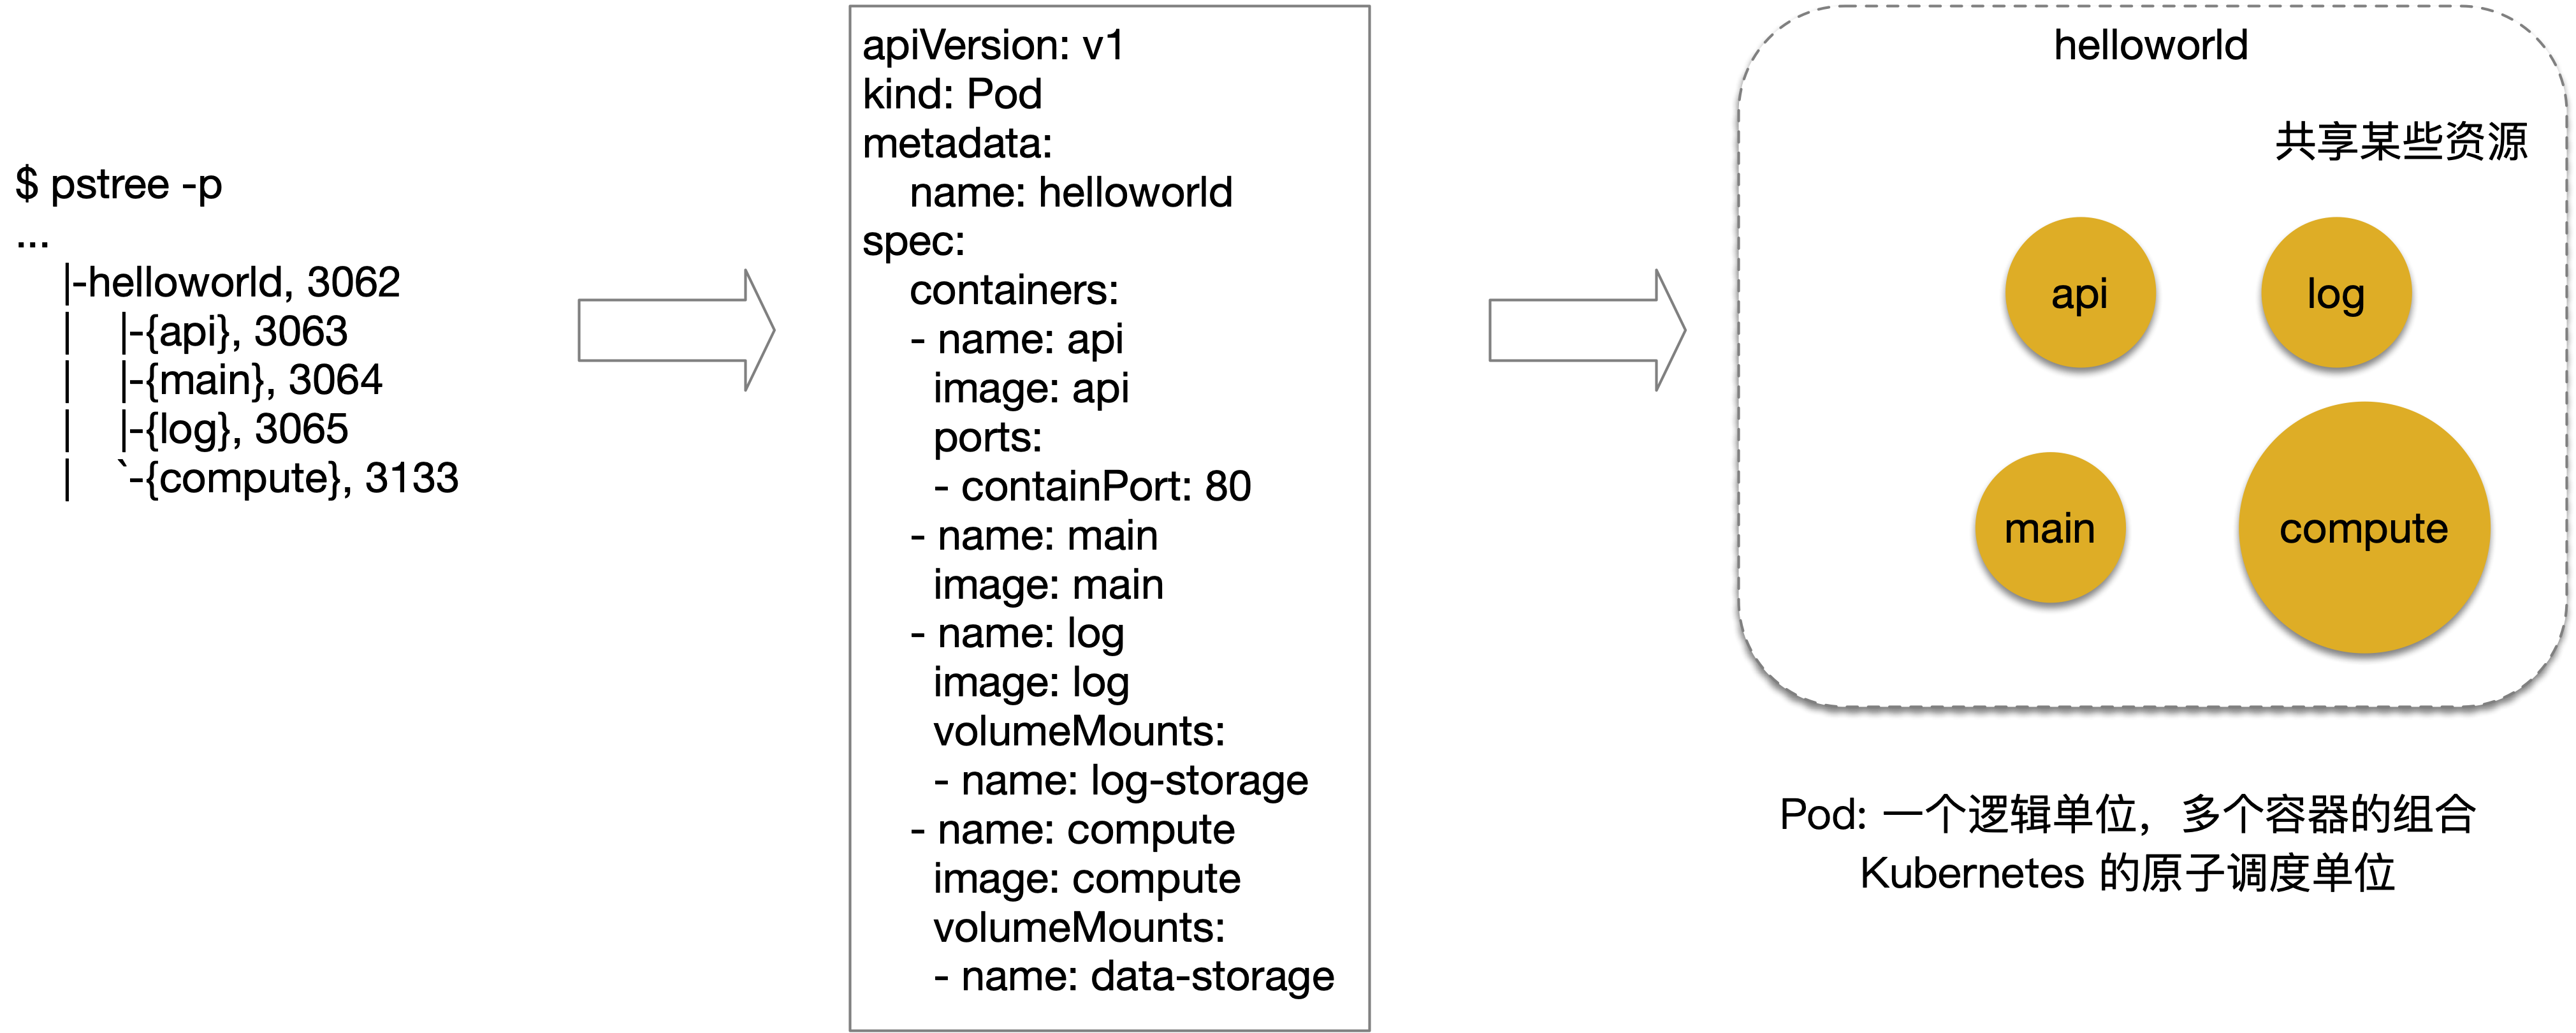 $ pstree -p
...
|-helloworld, 3062
| |-{api}, 3063
| |-{main}, 3064
| |-{log}, 3065
| `-{compute}, 3133
apiVersion: v1
kind: Pod
metadata:
name: helloworld
spec:
containers:
- name: api
image: api
ports:
- containPort: 80
- name: main
image: main
- name: log
image: log
volumeMounts:
- name: log-storage
- name: compute
image: compute
volumeMounts:
- name: data-storage
helloworld
共享某些资源
api
log
main
compute
Pod: 一个逻辑单位，多个容器的组合
Kubernetes 的原子调度单位